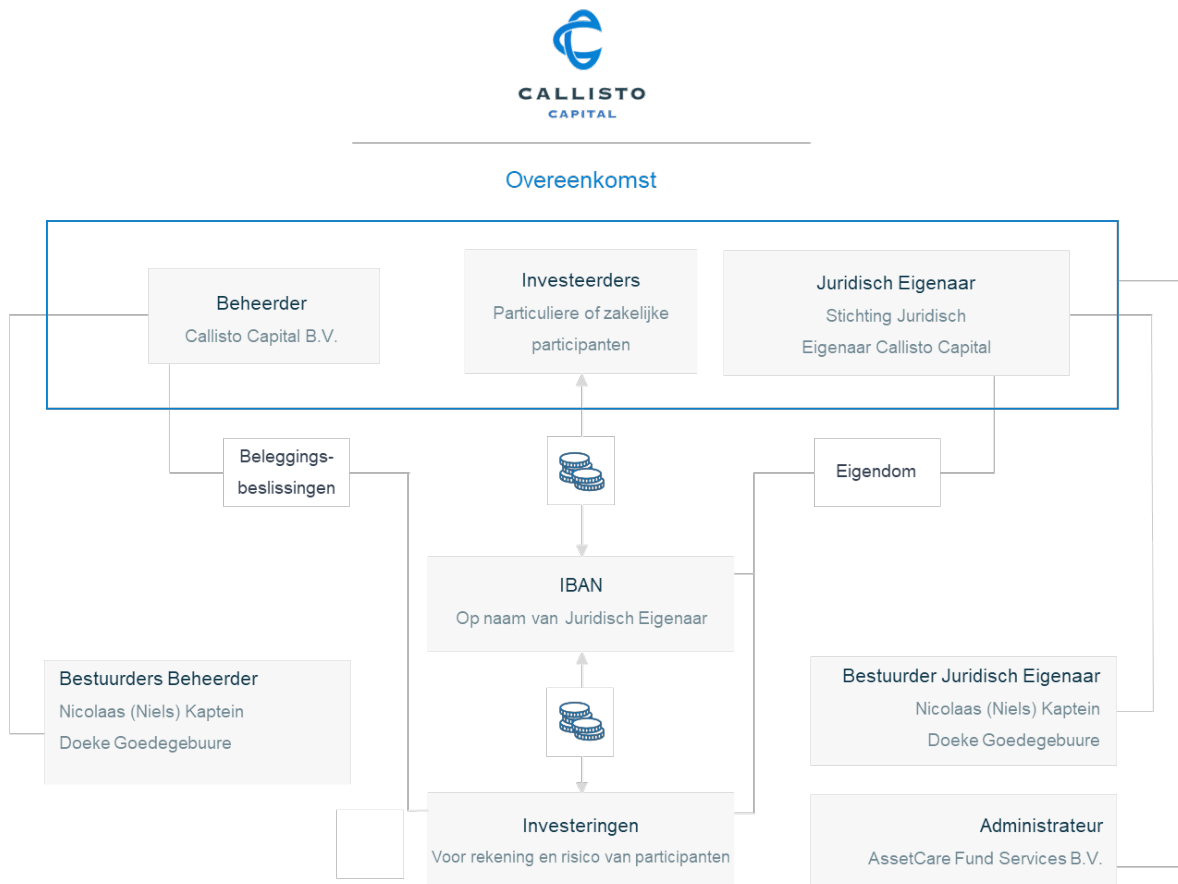 CALLISTO
CAPITAL
Overeenkomst
Beheerder
Callisto Capital B.V.
Investeerders
Particuliere of zakelijke
participanten
Juridisch Eigenaar
Stichting Juridisch
Eigenaar Callisto Capital
Beleggings-
beslissingen
Eigendom
IBAN
Op naam van Juridisch Eigenaar
Bestuurders Beheerder
Nicolaas (Niels) Kaptein
Doeke Goedegebuure
Bestuurder Juridisch Eigenaar
Nicolaas (Niels) Kaptein
Doeke Goedegebuure
Investeringen
Voor rekening en risico van participanten
Administrateur
AssetCare Fund Services B.V.